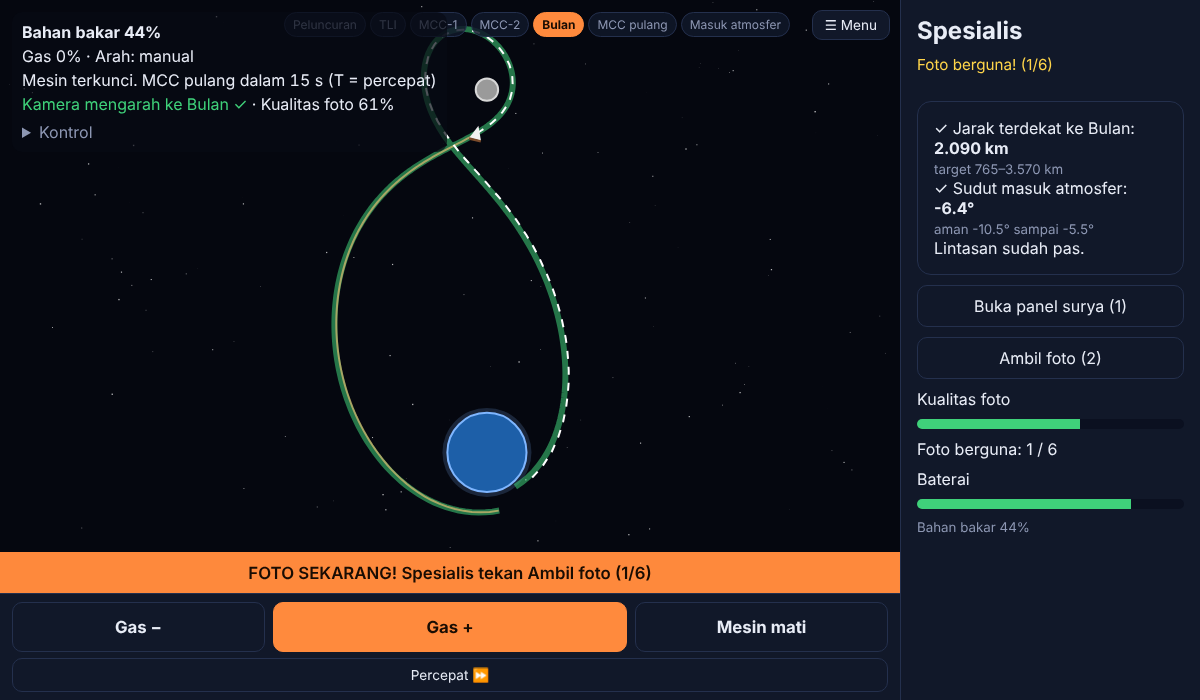 Bahan bakar 44%
Gas 0% · Arah: manual
Mesin terkunci. MCC pulang dalam 15 s (T = percepat)
Kamera mengarah ke Bulan ✓ · Kualitas foto 61%
▶ Kontrol
Peluncuran
TLI
MCC-1
MCC-2
Bulan
MCC pulang
Masuk atmosfer
☰ Menu
FOTO SEKARANG! Spesialis tekan Ambil foto (1/6)
Gas −
Gas +
Mesin mati
Percepat ⏩
Spesialis
Foto berguna! (1/6)
✓ Jarak terdekat ke Bulan:
2.090 km
target 765–3.570 km
✓ Sudut masuk atmosfer:
-6.4°
aman -10.5° sampai -5.5°
Lintasan sudah pas.
Buka panel surya (1)
Ambil foto (2)
Kualitas foto
Foto berguna: 1 / 6
Baterai
Bahan bakar 44%